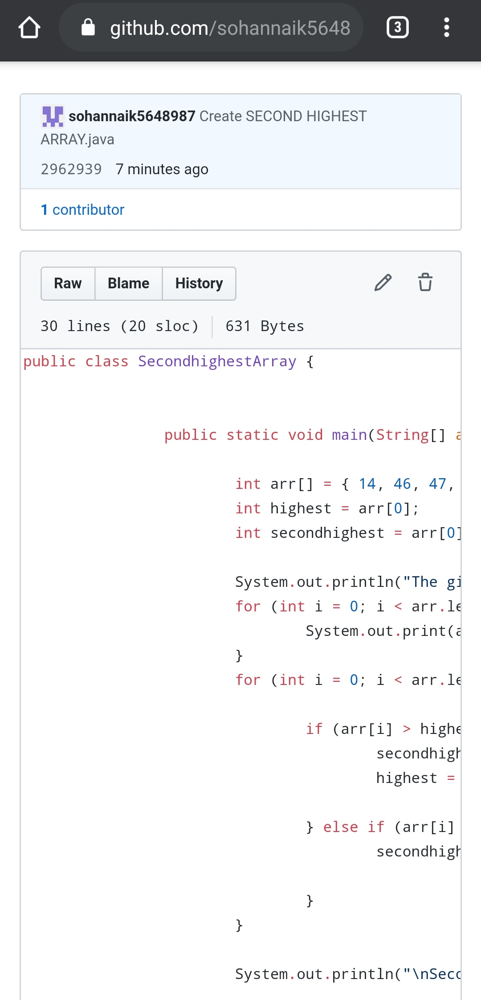 github.com/sohannaik5648
3
sohannaik5648987 Create SECOND HIGHEST
ARRAY.java
2962939 7 minutes ago
1 contributor
Raw Blame History
30 lines (20 sloc) 631 Bytes
public class SecondhighestArray {
public static void main(String[] a
int arr[] = { 14, 46, 47,
int highest = arr[0];
int secondhighest = arr[0]
System.out.println("The gi
for (int i = 0; i < arr.le
System.out.print(a
}
for (int i = 0; i < arr.le
if (arr[i] > highe
secondhigh
highest =
} else if (arr[i]
secondhigh
}
}
System.out.println("\nSeco